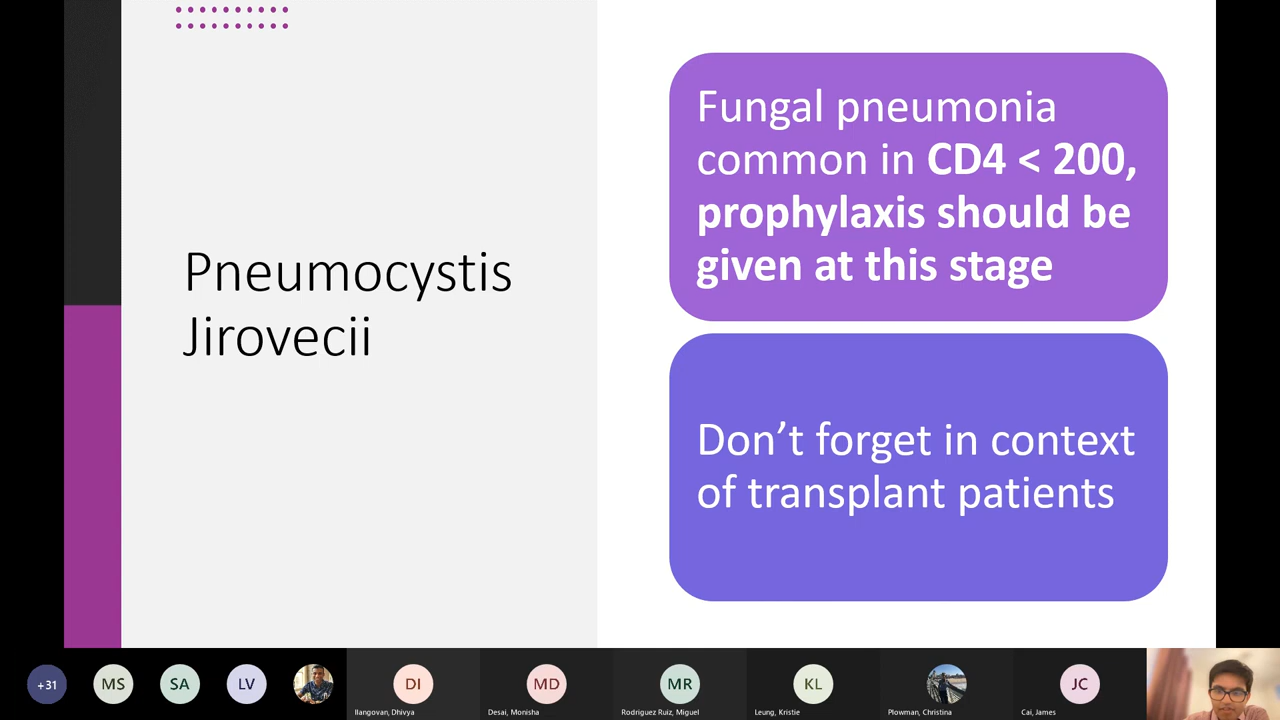 Pneumocystis
Jirovecii
Fungal pneumonia
common in CD4 < 200,
prophylaxis should be
given at this stage
Don’t forget in context
of transplant patients
+31
MS
SA
LV
DI
Ilangovan, Dhivya
MD
Desai, Monisha
MR
Rodriguez Ruiz, Miguel
KL
Leung, Kristie
Plowman, Christina
JC
Cai, James